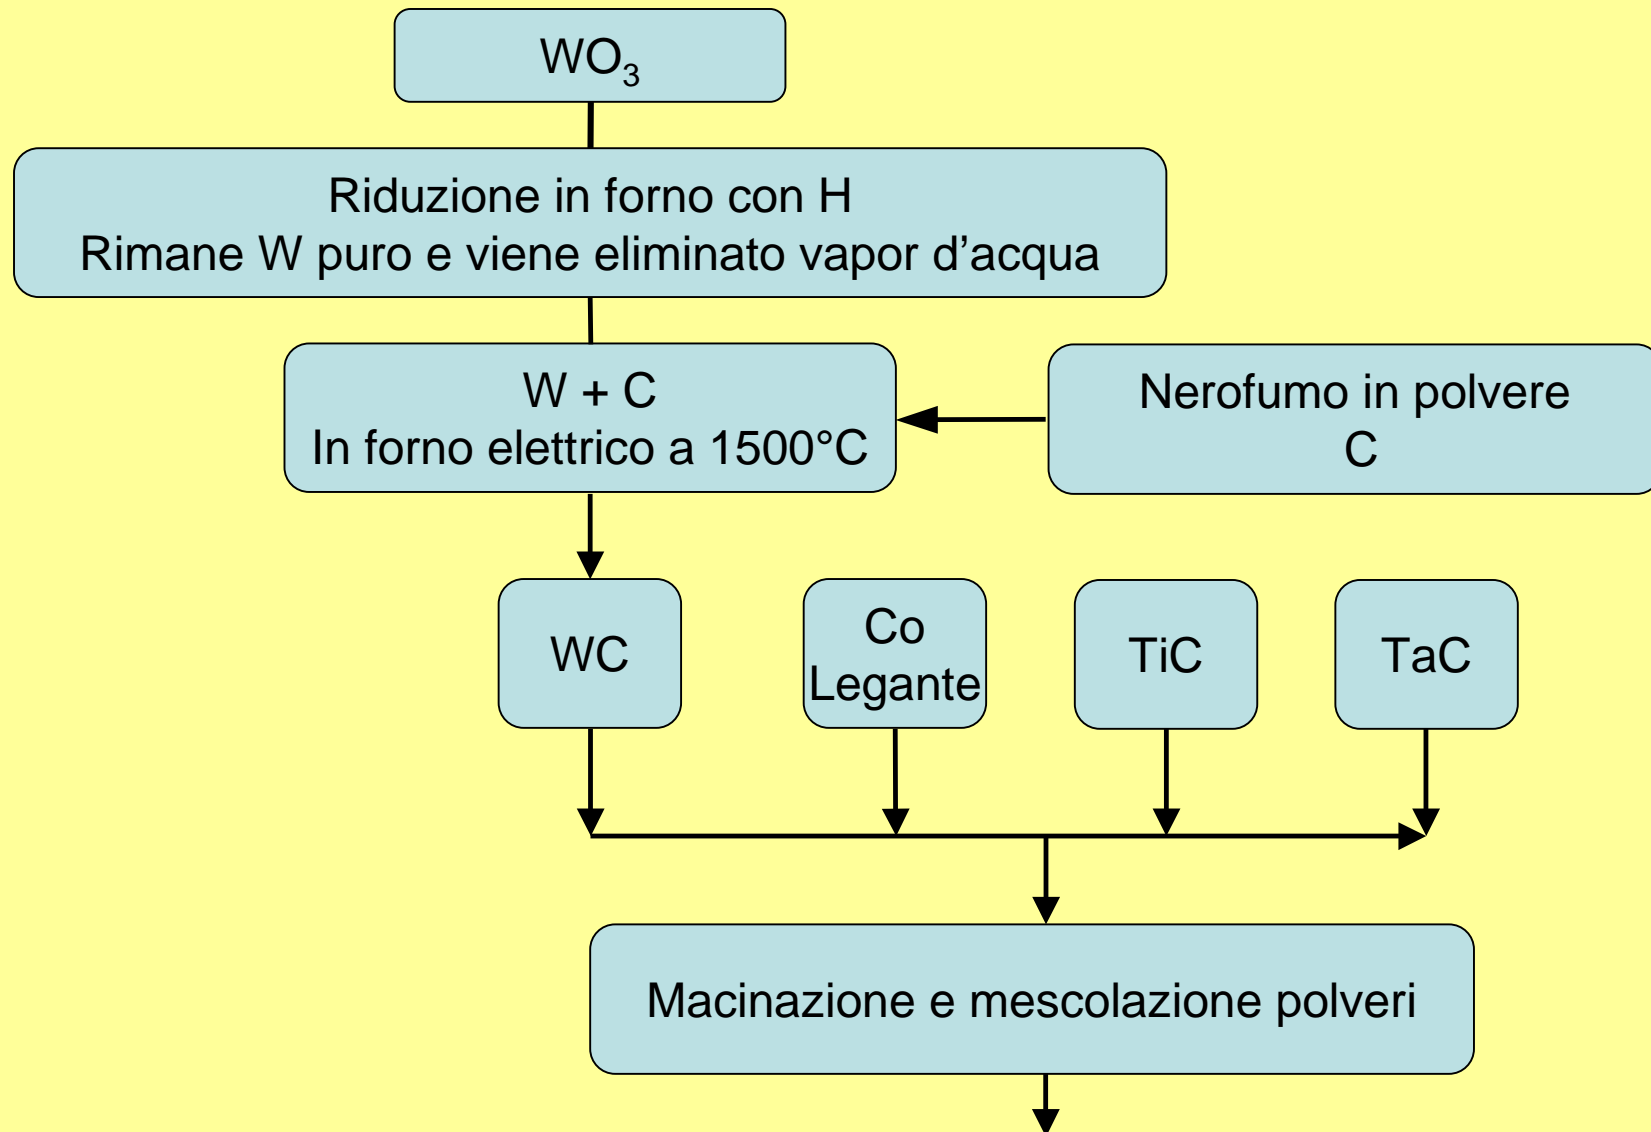 WO₃
Riduzione in forno con H
Rimane W puro e viene eliminato vapor d’acqua
W + C
In forno elettrico a 1500°C
Nerofumo in polvere
C
WC
Co
Legante
TiC
TaC
Macinazione e mescolazione polveri